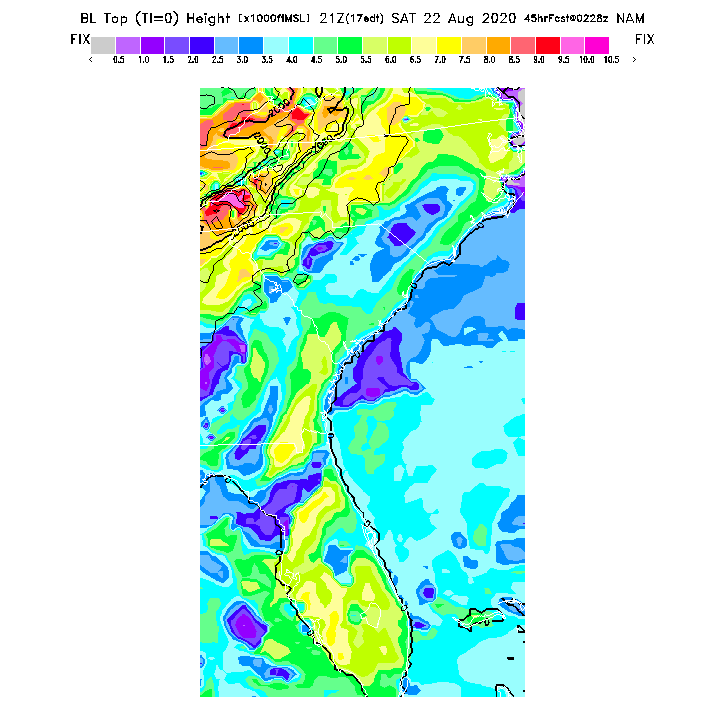 BL Top (TI=0) Height [x1000ftMSL] 21Z(17edt) SAT 22 Aug 2020 45hrFcst@0228z NAM
FIX FIX
< 0.5 1.0 1.5 2.0 2.5 3.0 3.5 4.0 4.5 5.0 5.5 6.0 6.5 7.0 7.5 8.0 8.5 9.0 9.5 10.0 10.5 >
2000
2000
2000